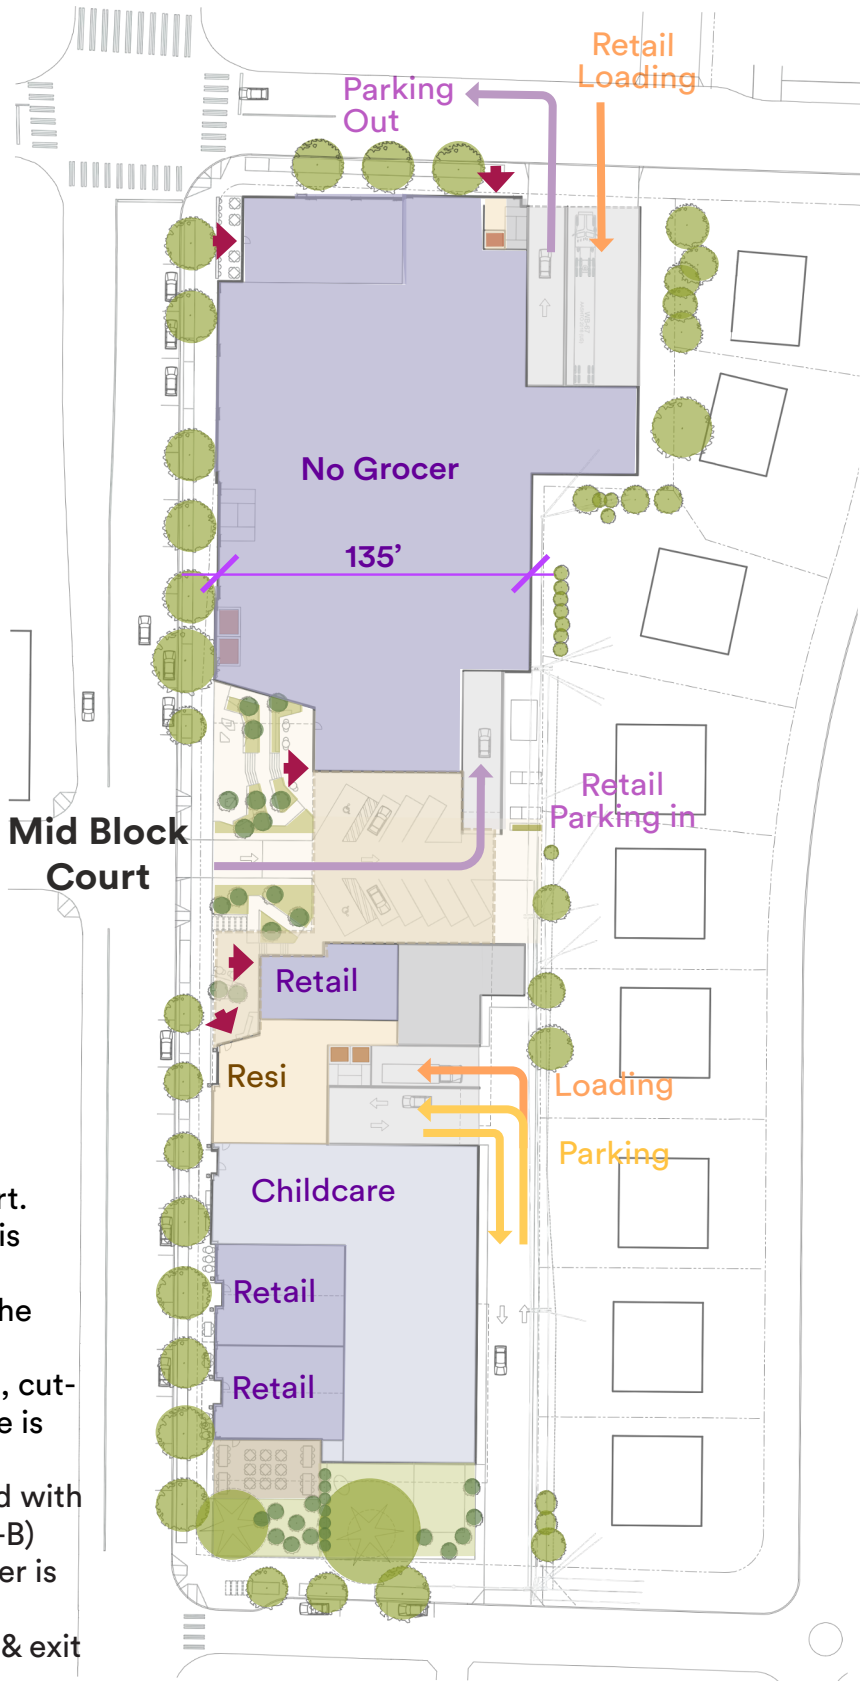 Retail
Loading
Parking
Out
No Grocer
135’
Retail
Parking in
Mid Block
Court
Retail
Resi
Loading
Parking
Childcare
Retail
Retail
rt.
is
he
, cut-
e is
d with
-B)
er is
& exit